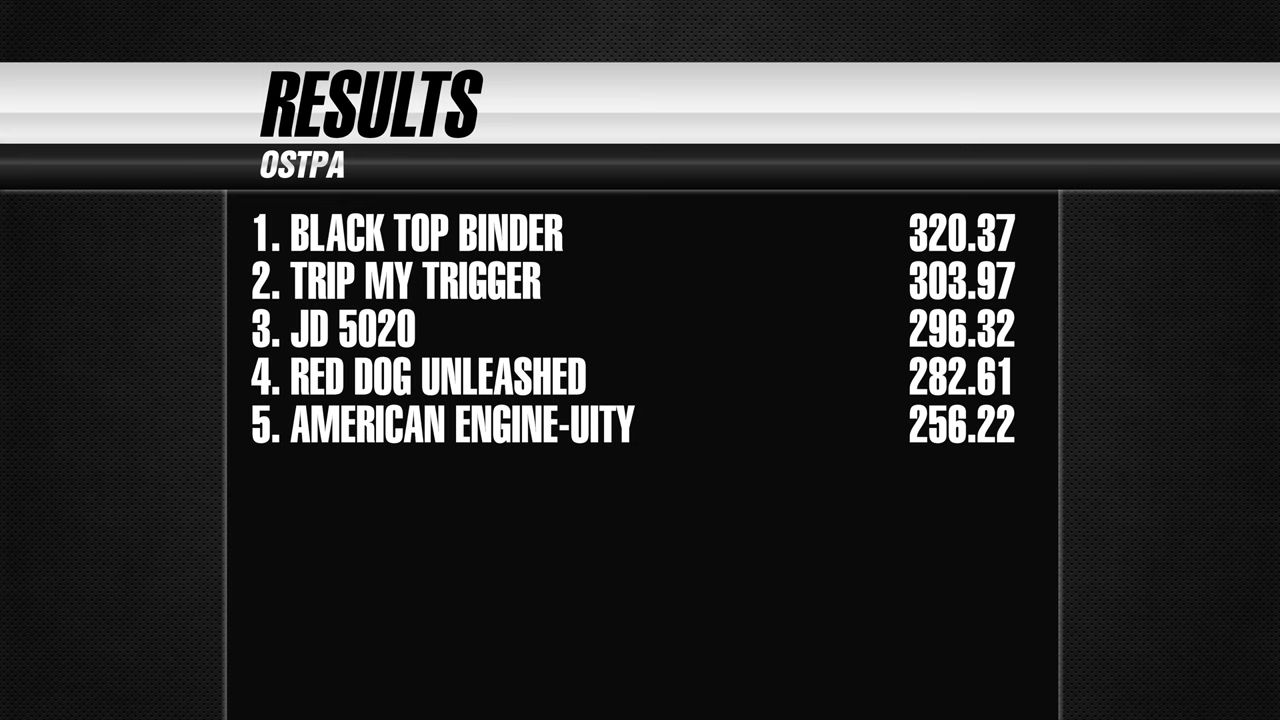 RESULTS
OSTPA
1. BLACK TOP BINDER 320.37
2. TRIP MY TRIGGER 303.97
3. JD 5020 296.32
4. RED DOG UNLEASHED 282.61
5. AMERICAN ENGINE-UITY 256.22